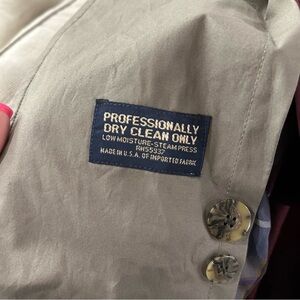 PROFESSIONALLY
DRY CLEAN ONLY
LOW MOISTURE-STEAM PRESS
RN55932
MADE IN U.S.A. OF IMPORTED FABRIC